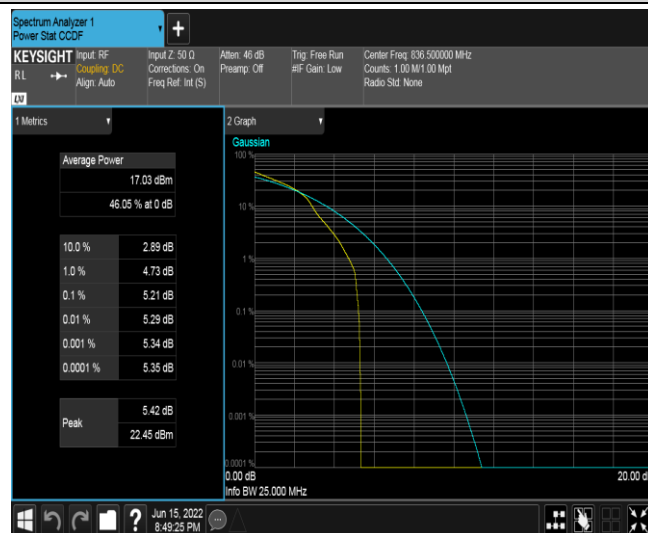 Spectrum Analyzer 1
Power Stat CCDF
+
KEYSIGHT
RL
LXI
Input: RF
Coupling: DC
Align: Auto
Input Z: 50 Ω
Corrections: On
Freq Ref: Int (S)
Atten: 46 dB
Preamp: Off
Trig: Free Run
#IF Gain: Low
Center Freq: 836.500000 MHz
Counts: 1.00 M/1.00 Mpt
Radio Std: None
1 Metrics
Average Power
17.03 dBm
46.05 % at 0 dB
10.0 % 2.89 dB
1.0 % 4.73 dB
0.1 % 5.21 dB
0.01 % 5.29 dB
0.001 % 5.34 dB
0.0001 % 5.35 dB
Peak 5.42 dB
22.45 dBm
2 Graph
Gaussian
100 %
10 %
1 %
0.1 %
0.01 %
0.001 %
0.0001 %
0.00 dB 20.00 d
Info BW 25.000 MHz
?
Jun 15, 2022
8:49:25 PM